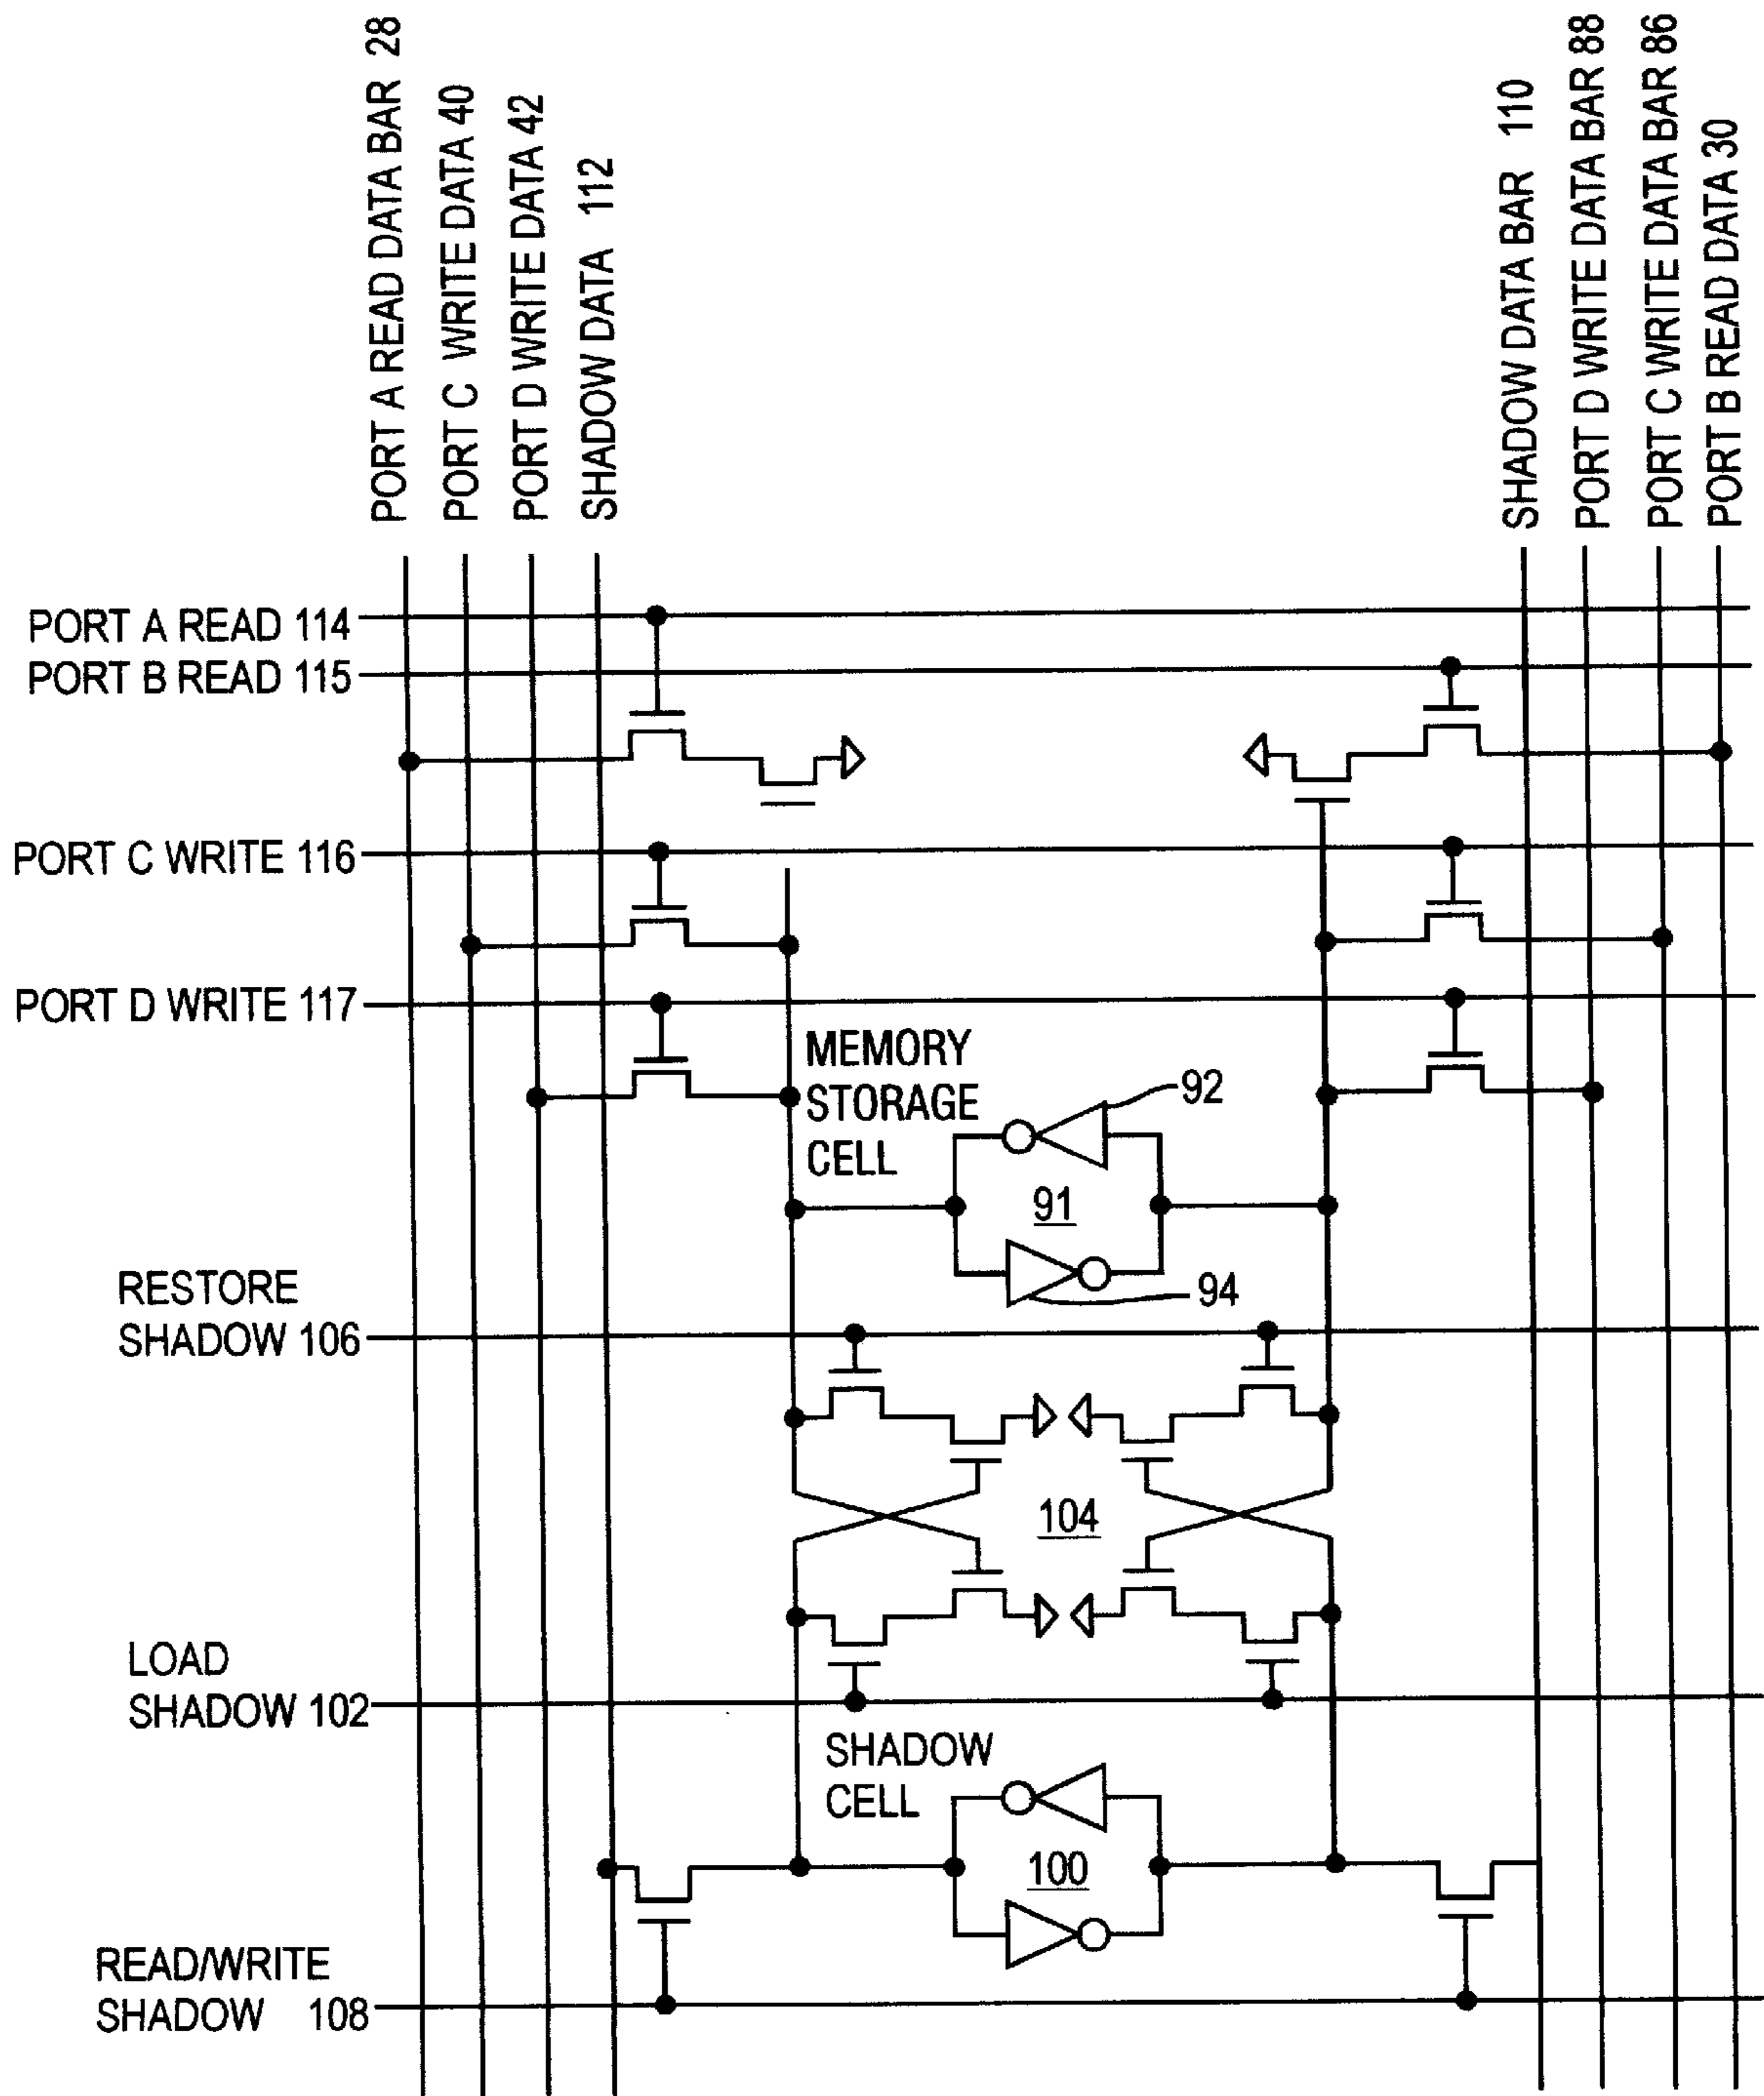 PORT A READ DATA BAR 28
PORT C WRITE DATA 40
PORT D WRITE DATA 42
SHADOW DATA 112
SHADOW DATA BAR 110
PORT D WRITE DATA BAR 88
PORT C WRITE DATA BAR 86
PORT B READ DATA 30
PORT A READ 114
PORT B READ 115
PORT C WRITE 116
PORT D WRITE 117
MEMORY
STORAGE
CELL
92
91
94
RESTORE
SHADOW 106
104
LOAD
SHADOW 102
SHADOW
CELL
100
READ/WRITE
SHADOW 108